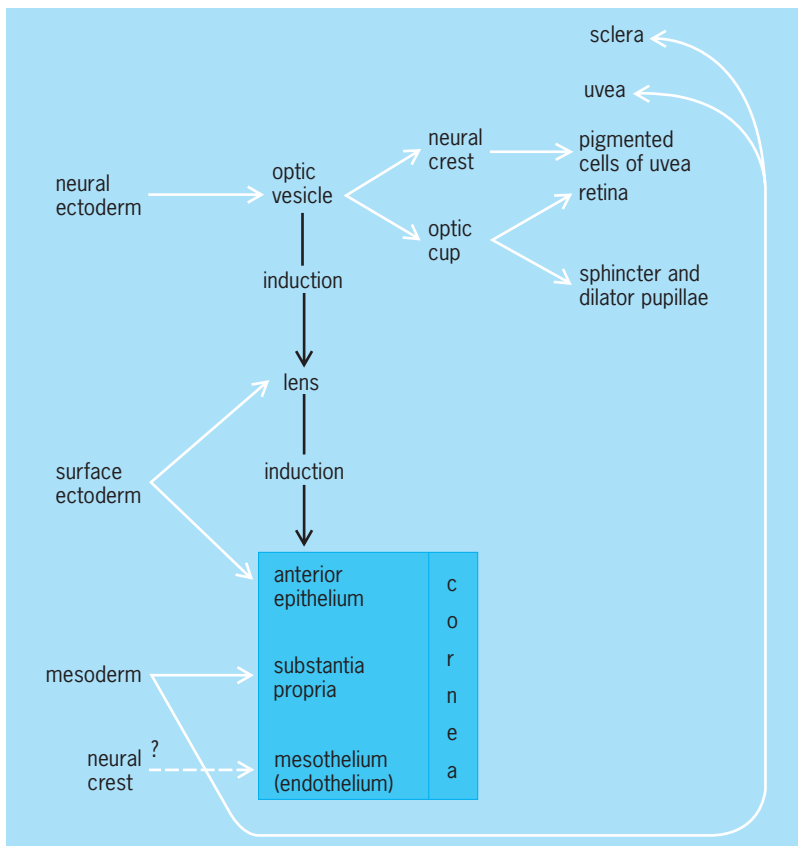 sclera
uvea
neural
crest
pigmented
cells of uvea
neural
ectoderm
optic
vesicle
retina
optic
cup
induction
sphincter and
dilator pupillae
lens
surface
ectoderm
induction
anterior
epithelium
c
o
r
n
e
a
mesoderm
substantia
propria
neural
crest
?
mesothelium
(endothelium)